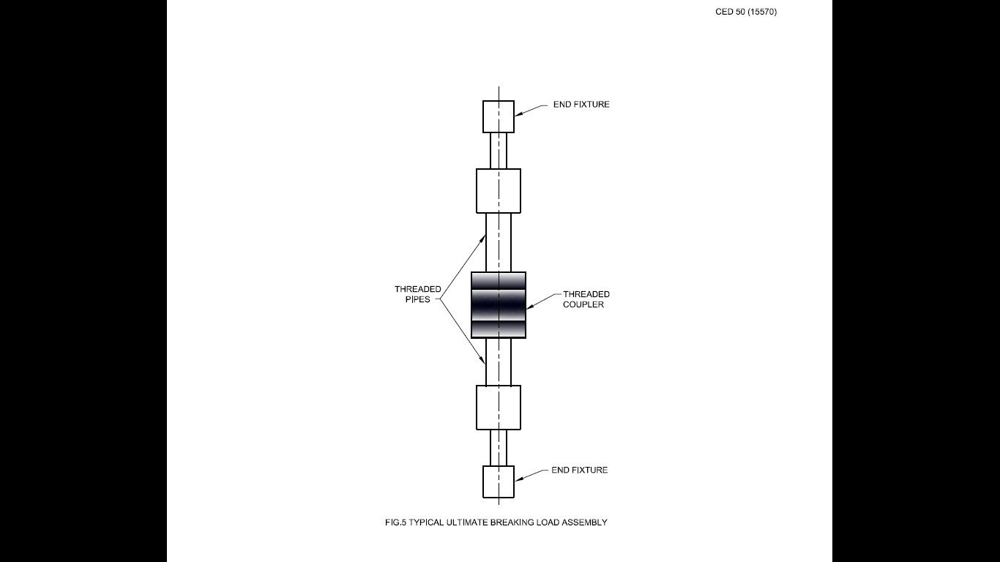 CED 50 (15570)
END FIXTURE
THREADED
PIPES
THREADED
COUPLER
END FIXTURE
FIG.5 TYPICAL ULTIMATE BREAKING LOAD ASSEMBLY